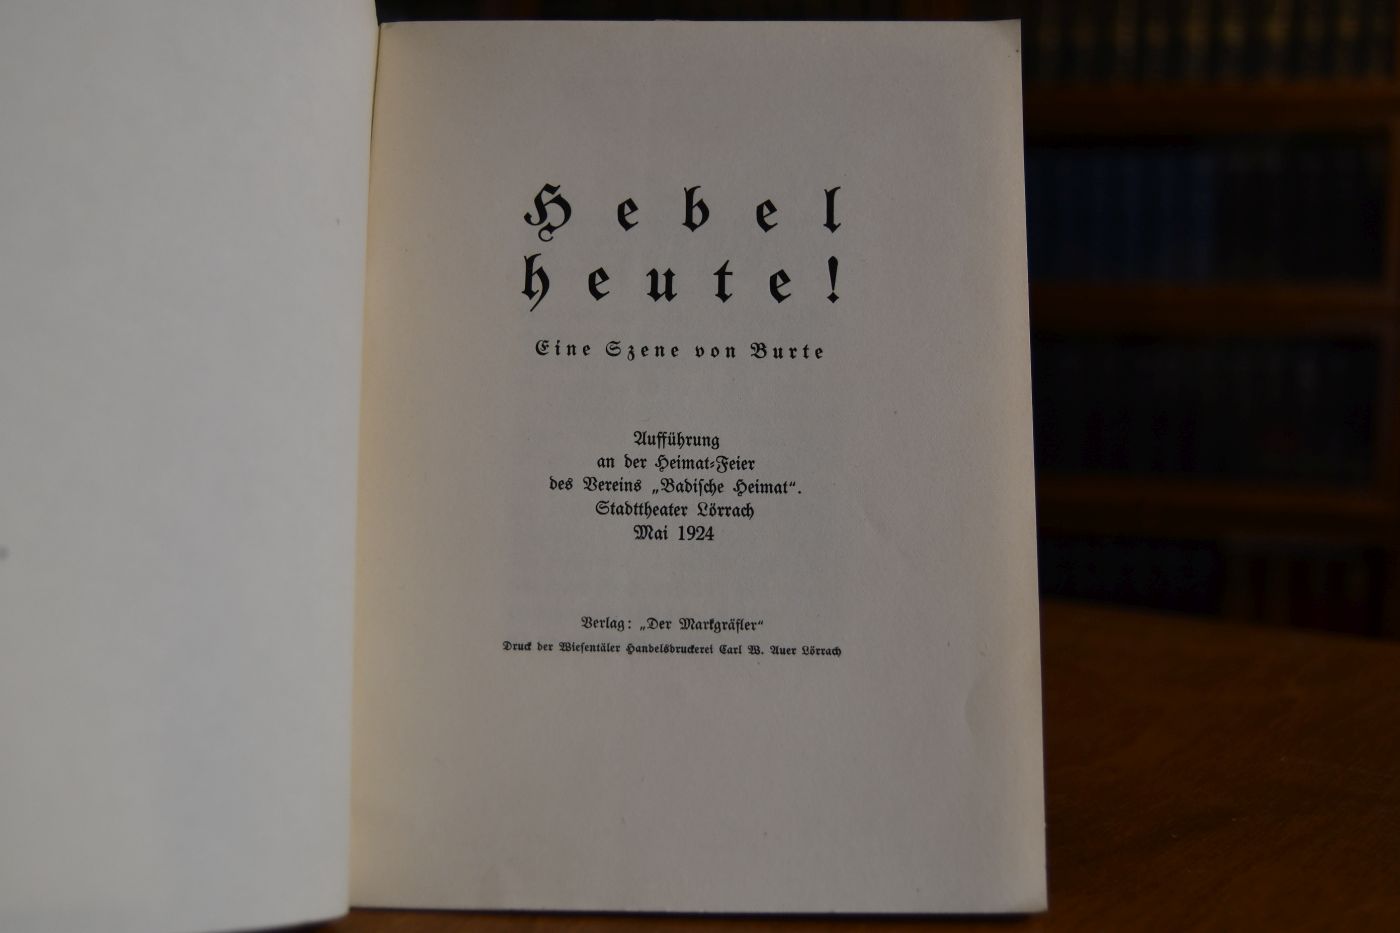 Hebel
heute!
Eine Szene von Burte
Aufführung
an der Heimat-Feier
des Vereins „Badische Heimat“.
Stadttheater Lörrach
Mai 1924
Verlag: „Der Markgräfler“
Druck der Wiesentäler Handelsdruckerei Carl W. Auer Lörrach